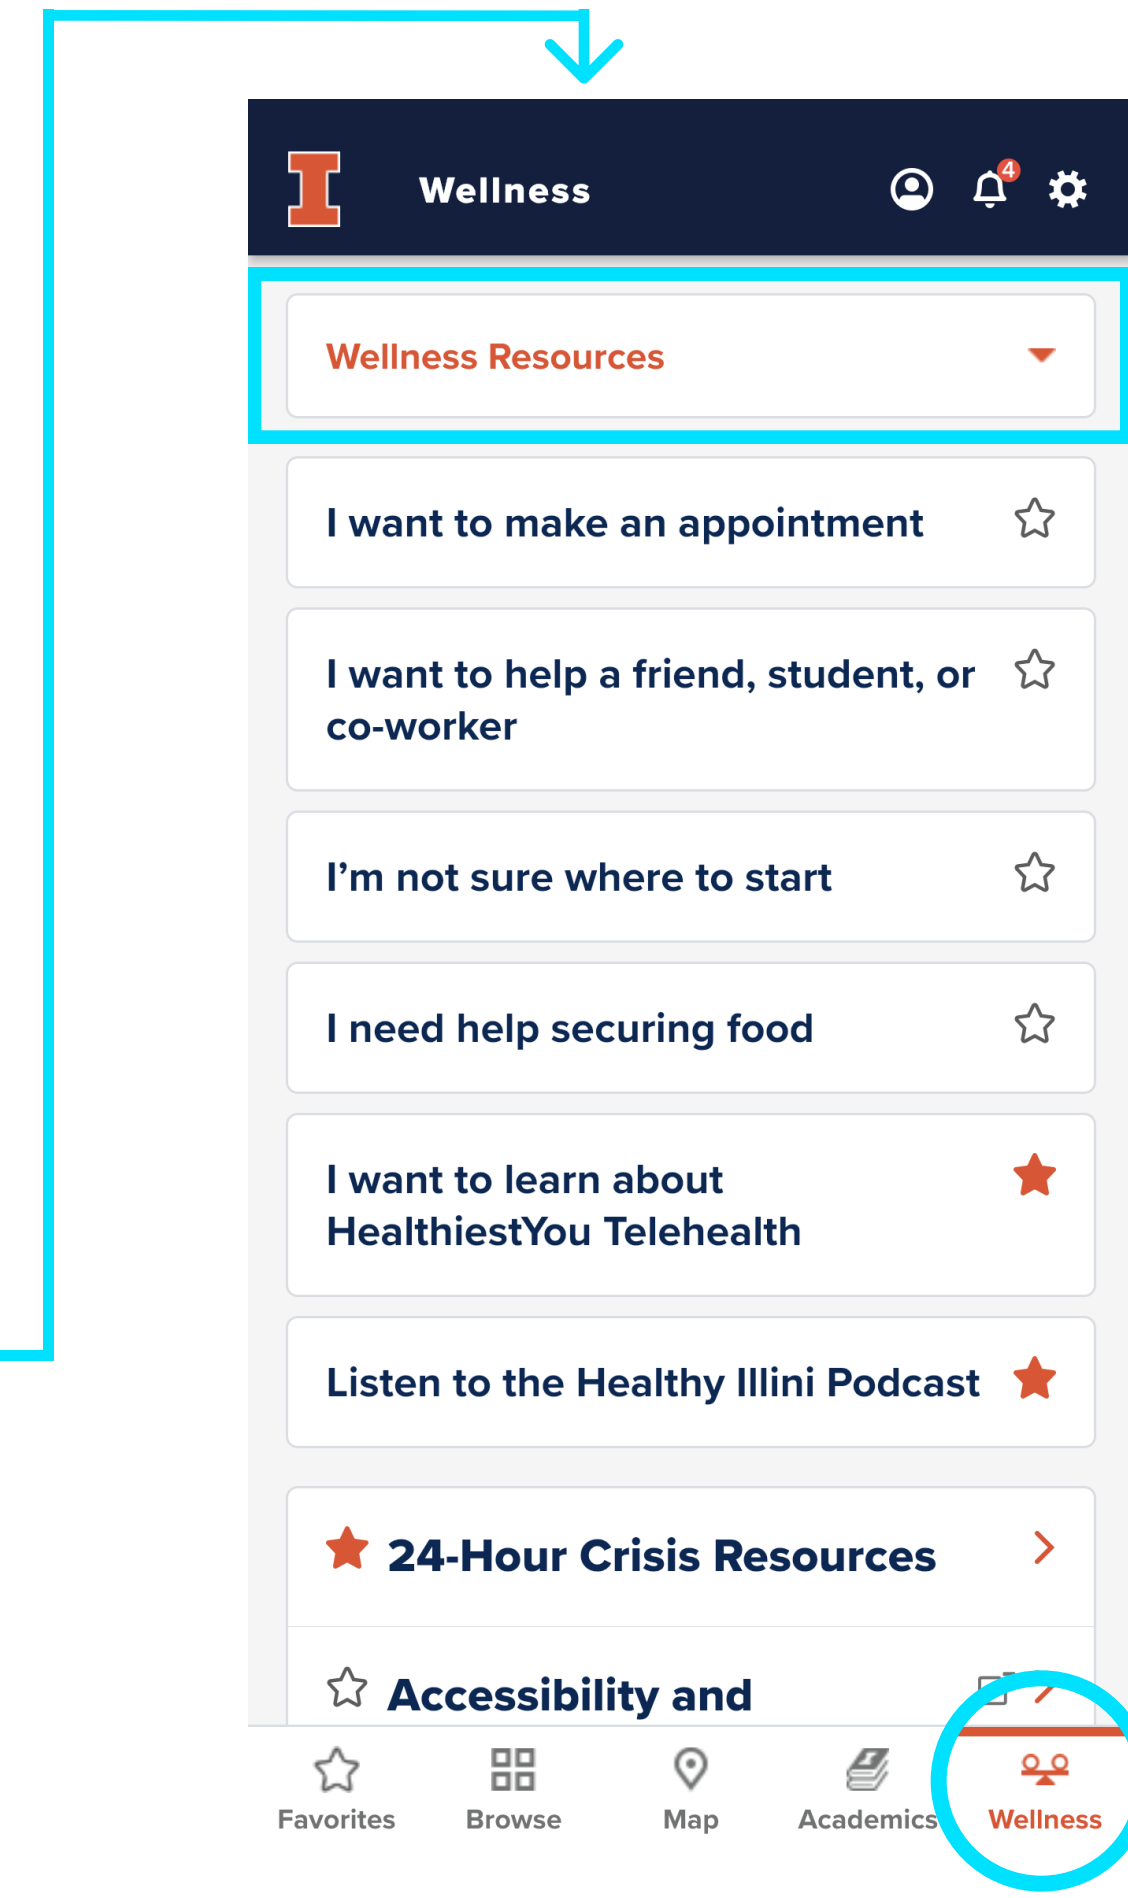 I Wellness 4
Wellness Resources
I want to make an appointment
I want to help a friend, student, or
co-worker
I’m not sure where to start
I need help securing food
I want to learn about
HealthiestYou Telehealth
Listen to the Healthy Illini Podcast
24-Hour Crisis Resources
Accessibility and
Favorites Browse Map Academics Wellness